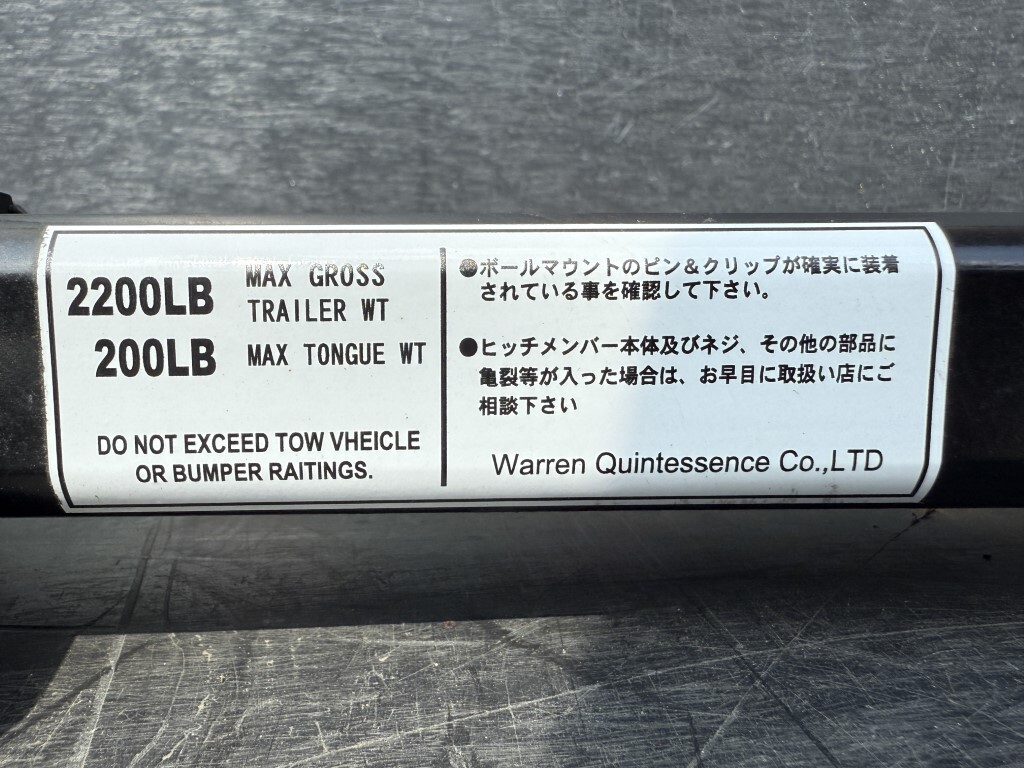 2200LB MAX GROSS
TRAILER WT
200LB MAX TONGUE WT
DO NOT EXCEED TOW VHEICLE
OR BUMPER RAITINGS.
●ボールマウントのピン&クリップが確実に装着
されている事を確認して下さい。
●ヒッチメンバー本体及びネジ、その他の部品に
亀裂等が入った場合は、お早目に取扱い店にご
相談下さい
Warren Quintessence Co.,LTD